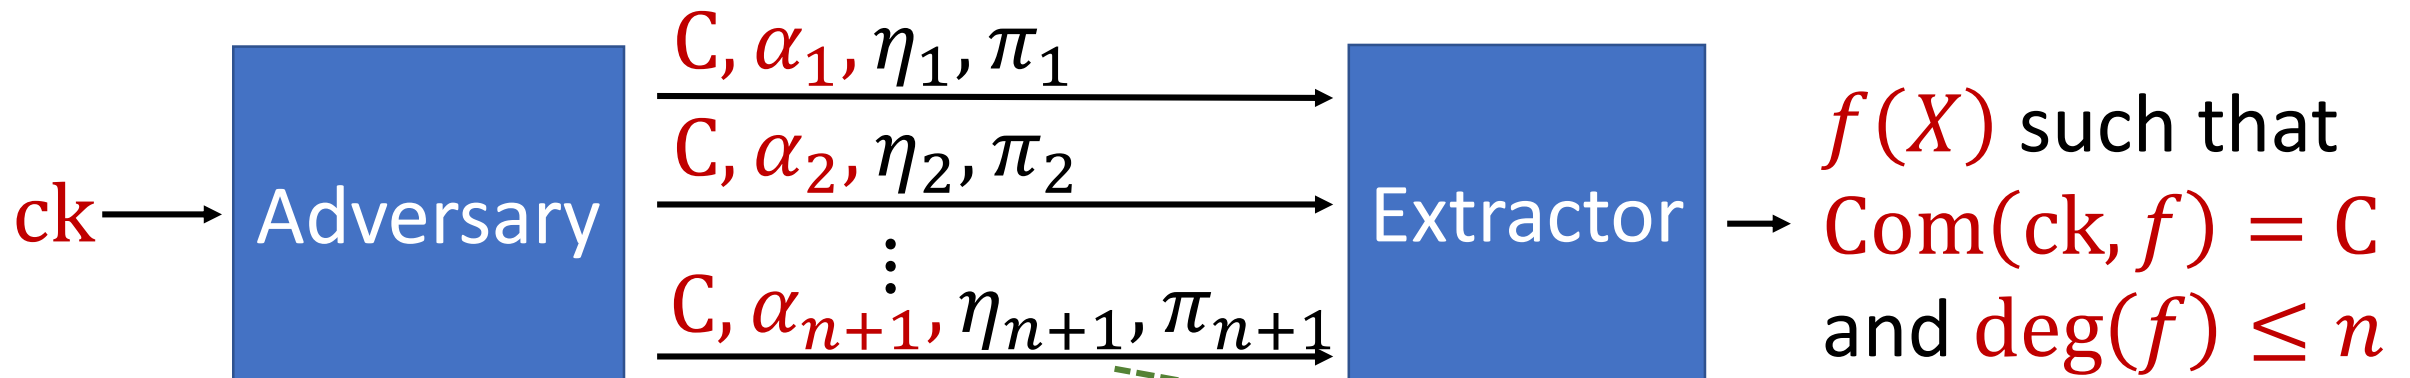 ck
Adversary
C, α₁, η₁, π₁
C, α₂, η₂, π₂
⋮
C, αₙ₊₁, ηₙ₊₁, πₙ₊₁
Extractor
f(X) such that
Com(ck, f) = C
and deg(f) ≤ n